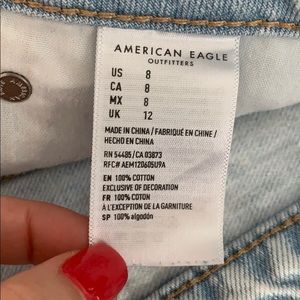 AMERICAN EAGLE
OUTFITTERS
US 8
CA 8
MX 8
UK 12
MADE IN CHINA / FABRIQUÉ EN CHINE /
HECHO EN CHINA
RN 54485/CA 03873
RFC# AEM120605U9A
EN 100% COTTON
EXCLUSIVE OF DECORATION
FR 100% COTON
À L'EXCEPTION DE LA GARNITURE
SP 100% algodón